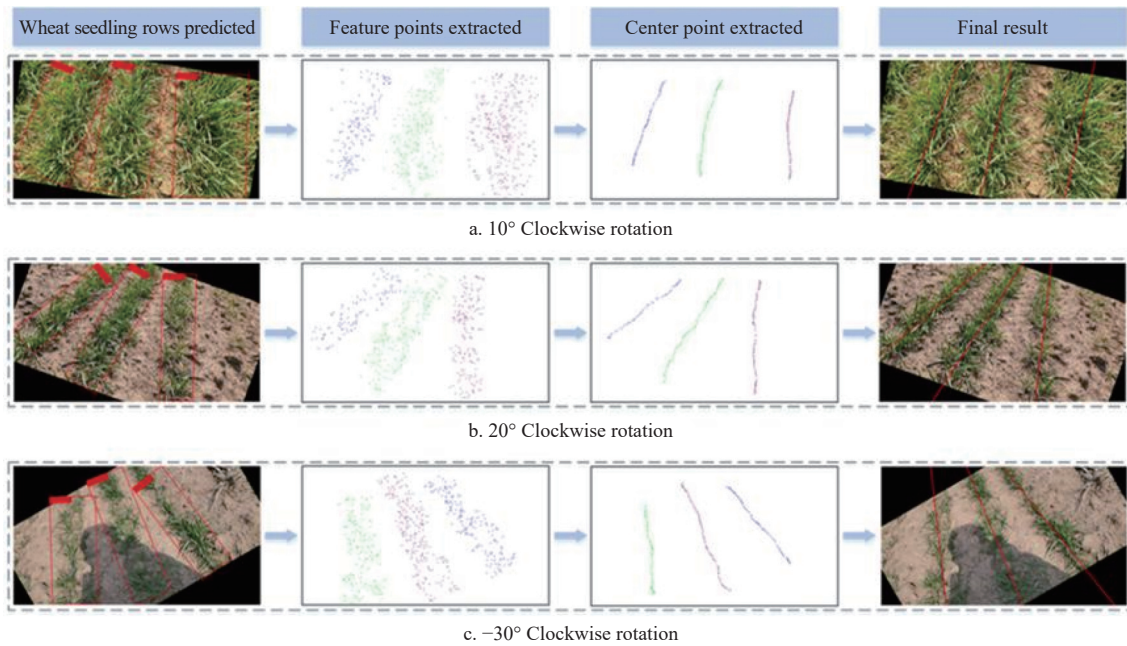 Wheat seedling rows predicted
Feature points extracted
Center point extracted
Final result
a. 10° Clockwise rotation
b. 20° Clockwise rotation
c. −30° Clockwise rotation